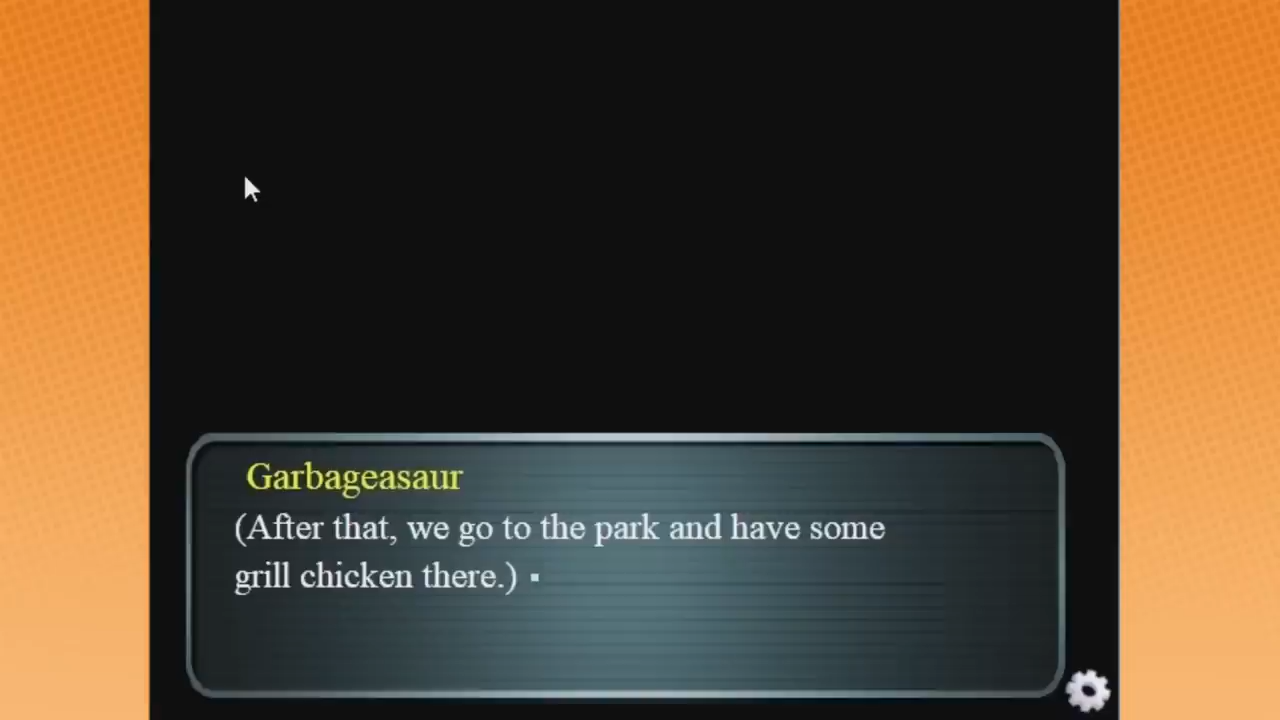 Garbageasaur
(After that, we go to the park and have some
grill chicken there.)